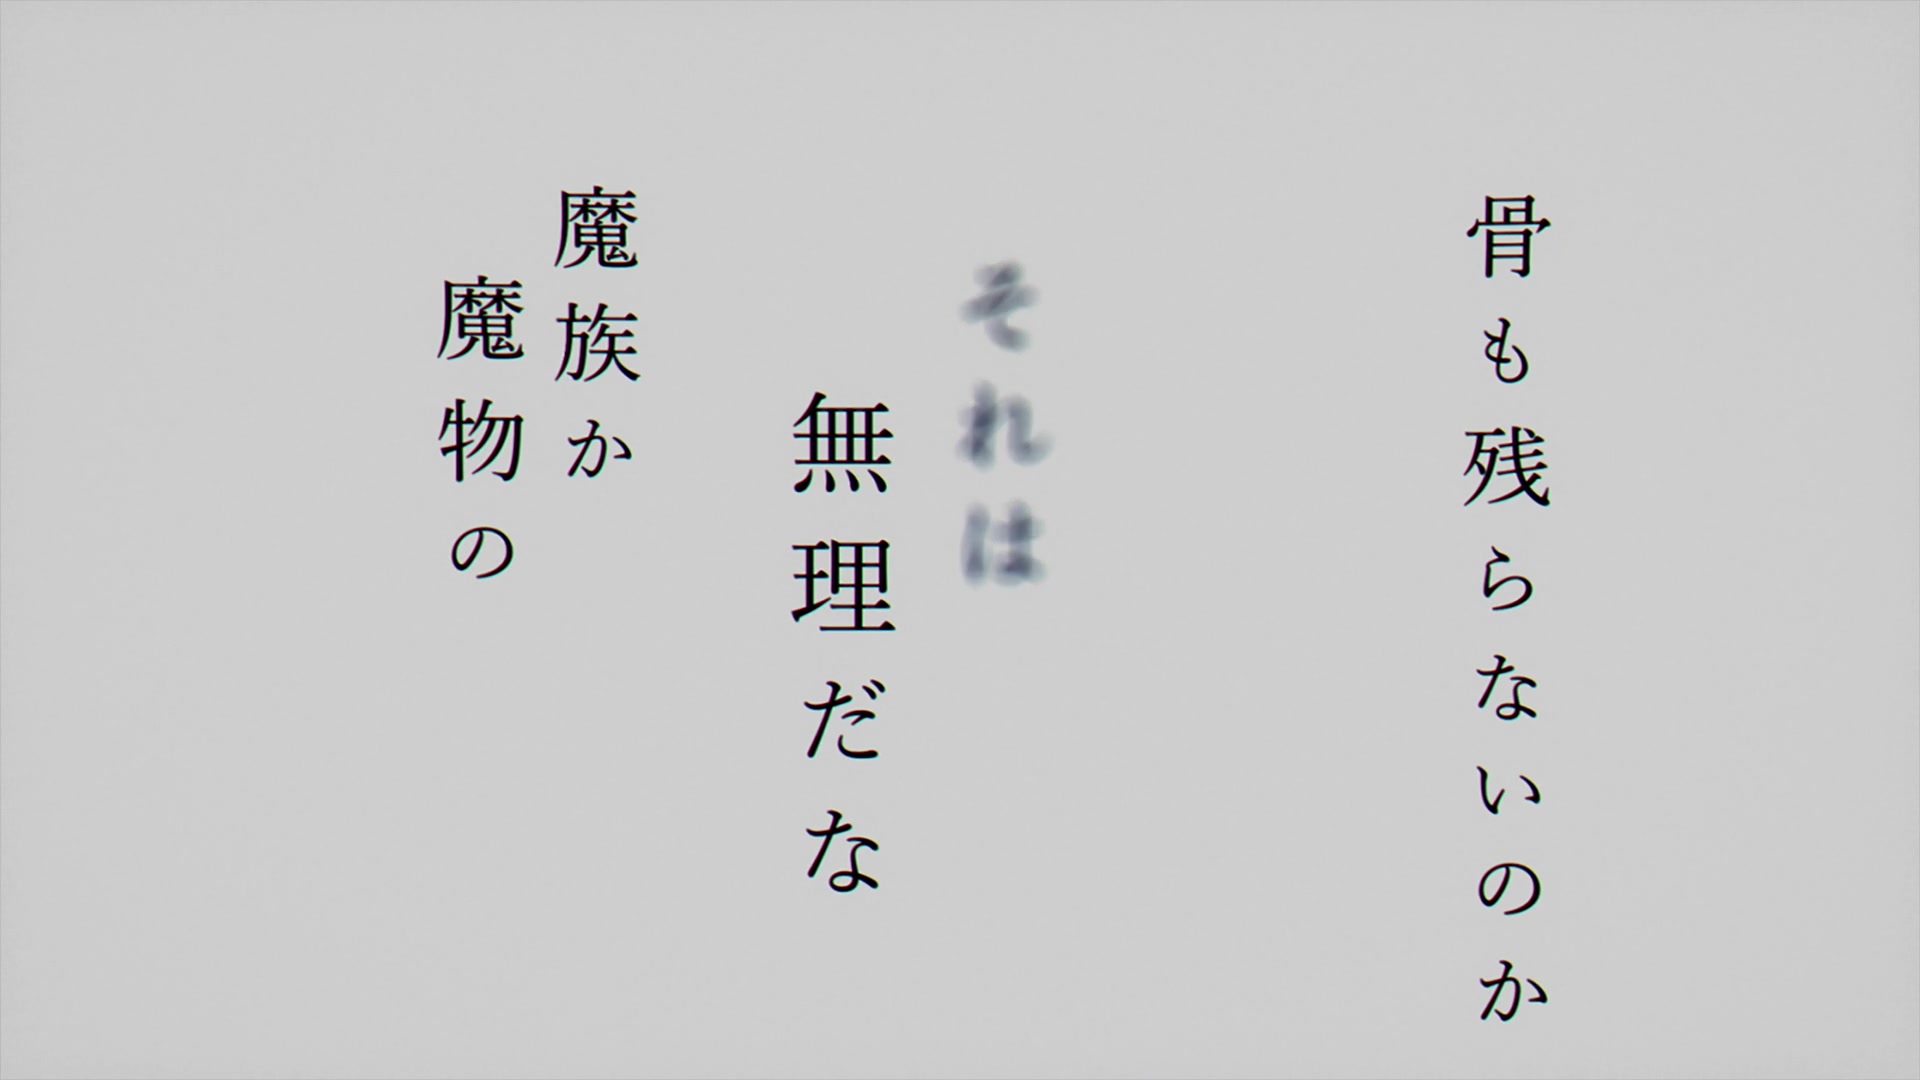 骨も残らないのか
それは
無理だな
魔族か
魔物の